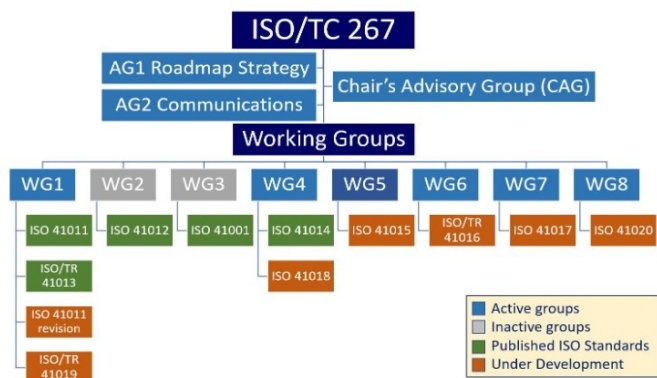 ISO/TC 267
AG1 Roadmap Strategy
Chair's Advisory Group (CAG)
AG2 Communications
Working Groups
WG1 WG2 WG3 WG4 WG5 WG6 WG7 WG8
ISO 41011 ISO 41012 ISO 41001 ISO 41014 ISO 41015 ISO/TR ISO 41017 ISO 41020
41016
ISO/TR
41013
ISO 41018
ISO 41011
revision
ISO/TR
41019
Active groups
Inactive groups
Published ISO Standards
Under Development